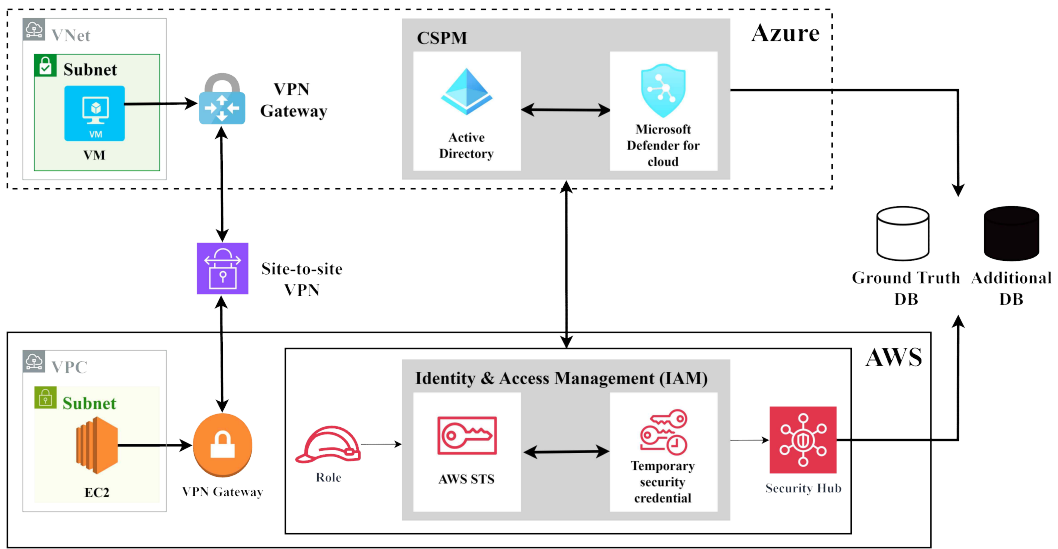 VNet
Subnet
VM
VM
VPN
Gateway
CSPM
Active
Directory
Microsoft
Defender for
cloud
Azure
Site-to-site
VPN
Ground Truth
DB
Additional
DB
AWS
VPC
Subnet
EC2
VPN Gateway
Identity & Access Management (IAM)
Role
AWS STS
Temporary
security
credential
Security Hub